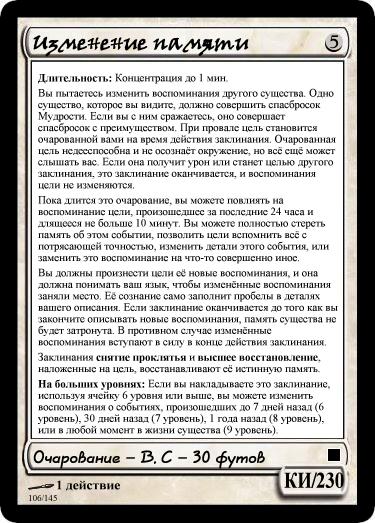 Изменение памяти 5
Длительность: Концентрация до 1 мин.
Вы пытаетесь изменить воспоминания другого существа. Одно
существо, которое вы видите, должно совершить спасбросок
Мудрости. Если вы с ним сражаетесь, оно совершает
спасбросок с преимуществом. При провале цель становится
очарованной вами на время действия заклинания. Очарованная
цель недееспособна и не осознаёт окружение, но всё ещё может
слышать вас. Если она получит урон или станет целью другого
заклинания, это заклинание оканчивается, и воспоминания
цели не изменяются.
Пока длится это очарование, вы можете повлиять на
воспоминание цели, произошедшее за последние 24 часа и
длящееся не больше 10 минут. Вы можете полностью стереть
память об этом событии, позволить цели вспомнить всё с
потрясающей точностью, изменить детали этого события, или
заменить это воспоминание на что-то совершенно иное.
Вы должны произнести цели её новые воспоминания, и она
должна понимать ваш язык, чтобы изменённые воспоминания
заняли место. Её сознание само заполнит пробелы в деталях
вашего описания. Если заклинание оканчивается до того как вы
закончите описывать новые воспоминания, память существа не
будет затронута. В противном случае изменённые
воспоминания вступают в силу в конце действия заклинания.
Заклинания снятие проклятья и высшее восстановление,
наложенные на цель, восстанавливают её истинную память.
На больших уровнях: Если вы накладываете это заклинание,
используя ячейку 6 уровня или выше, вы можете изменить
воспоминания о событиях, произошедших до 7 дней назад (6
уровень), 30 дней назад (7 уровень), 1 года назад (8 уровень),
или в любой момент в жизни существа (9 уровень).
Очарование – В, С – 30 футов
КИ/230
1 действие
106/145